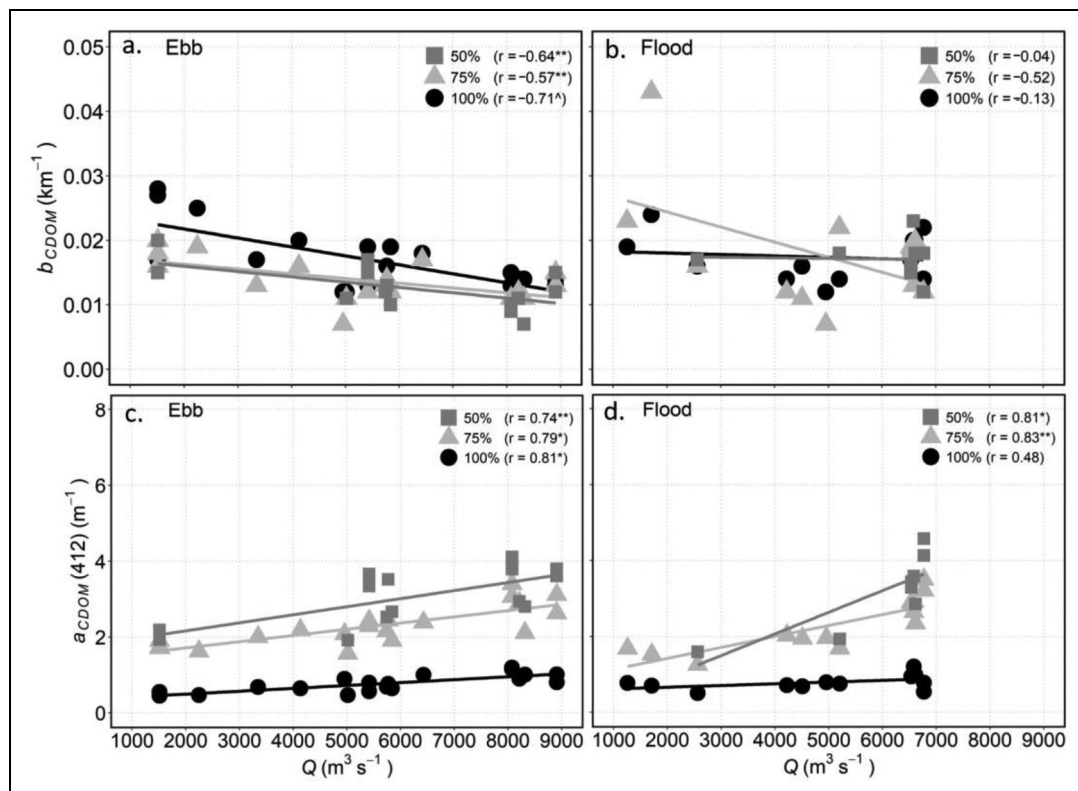 a. Ebb
50% (r = −0.64**)
75% (r = −0.57**)
100% (r = −0.71^)
b. Flood
50% (r = −0.04)
75% (r = −0.52)
100% (r = −0.13)
0.05
0.04
0.03
0.02
0.01
0.00
b_CDOM (km⁻¹)
c. Ebb
50% (r = 0.74**)
75% (r = 0.79*)
100% (r = 0.81*)
d. Flood
50% (r = 0.81*)
75% (r = 0.83**)
100% (r = 0.48)
8
6
4
2
0
a_CDOM (412) (m⁻¹)
1000 2000 3000 4000 5000 6000 7000 8000 9000
1000 2000 3000 4000 5000 6000 7000 8000 9000
Q (m³ s⁻¹)
Q (m³ s⁻¹)